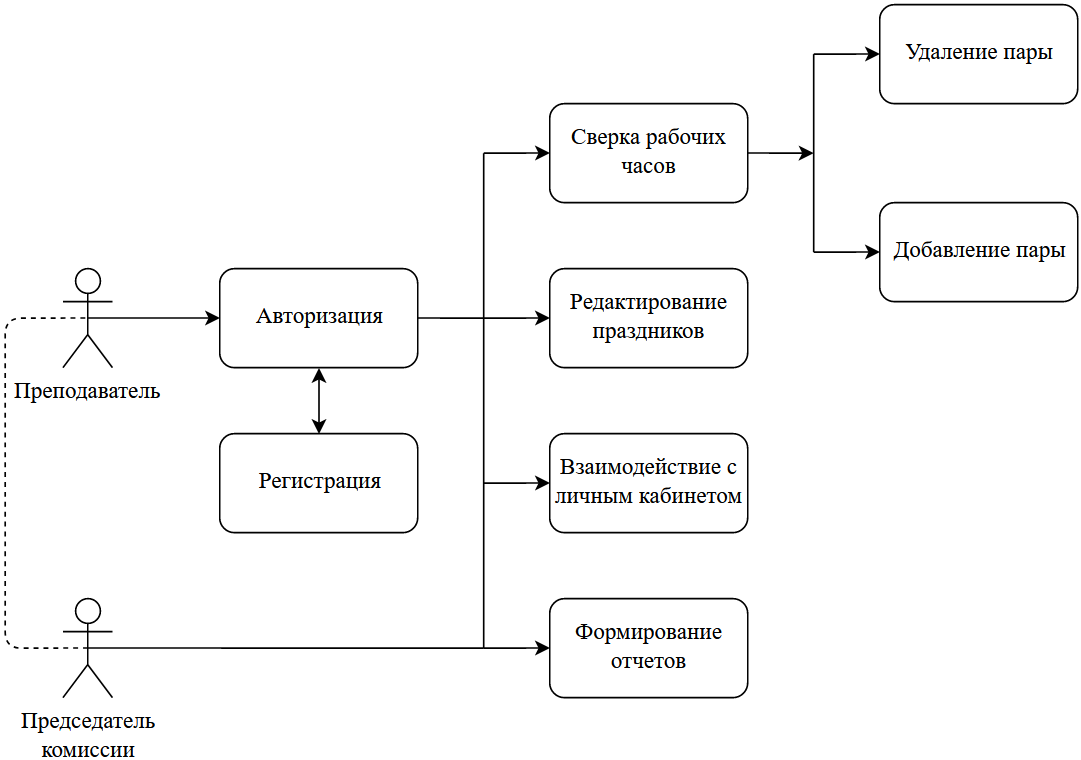 Удаление пары
Сверка рабочих
часов
Добавление пары
Авторизация
Редактирование
праздников
Преподаватель
Регистрация
Взаимодействие с
личным кабинетом
Формирование
отчетов
Председатель
комиссии